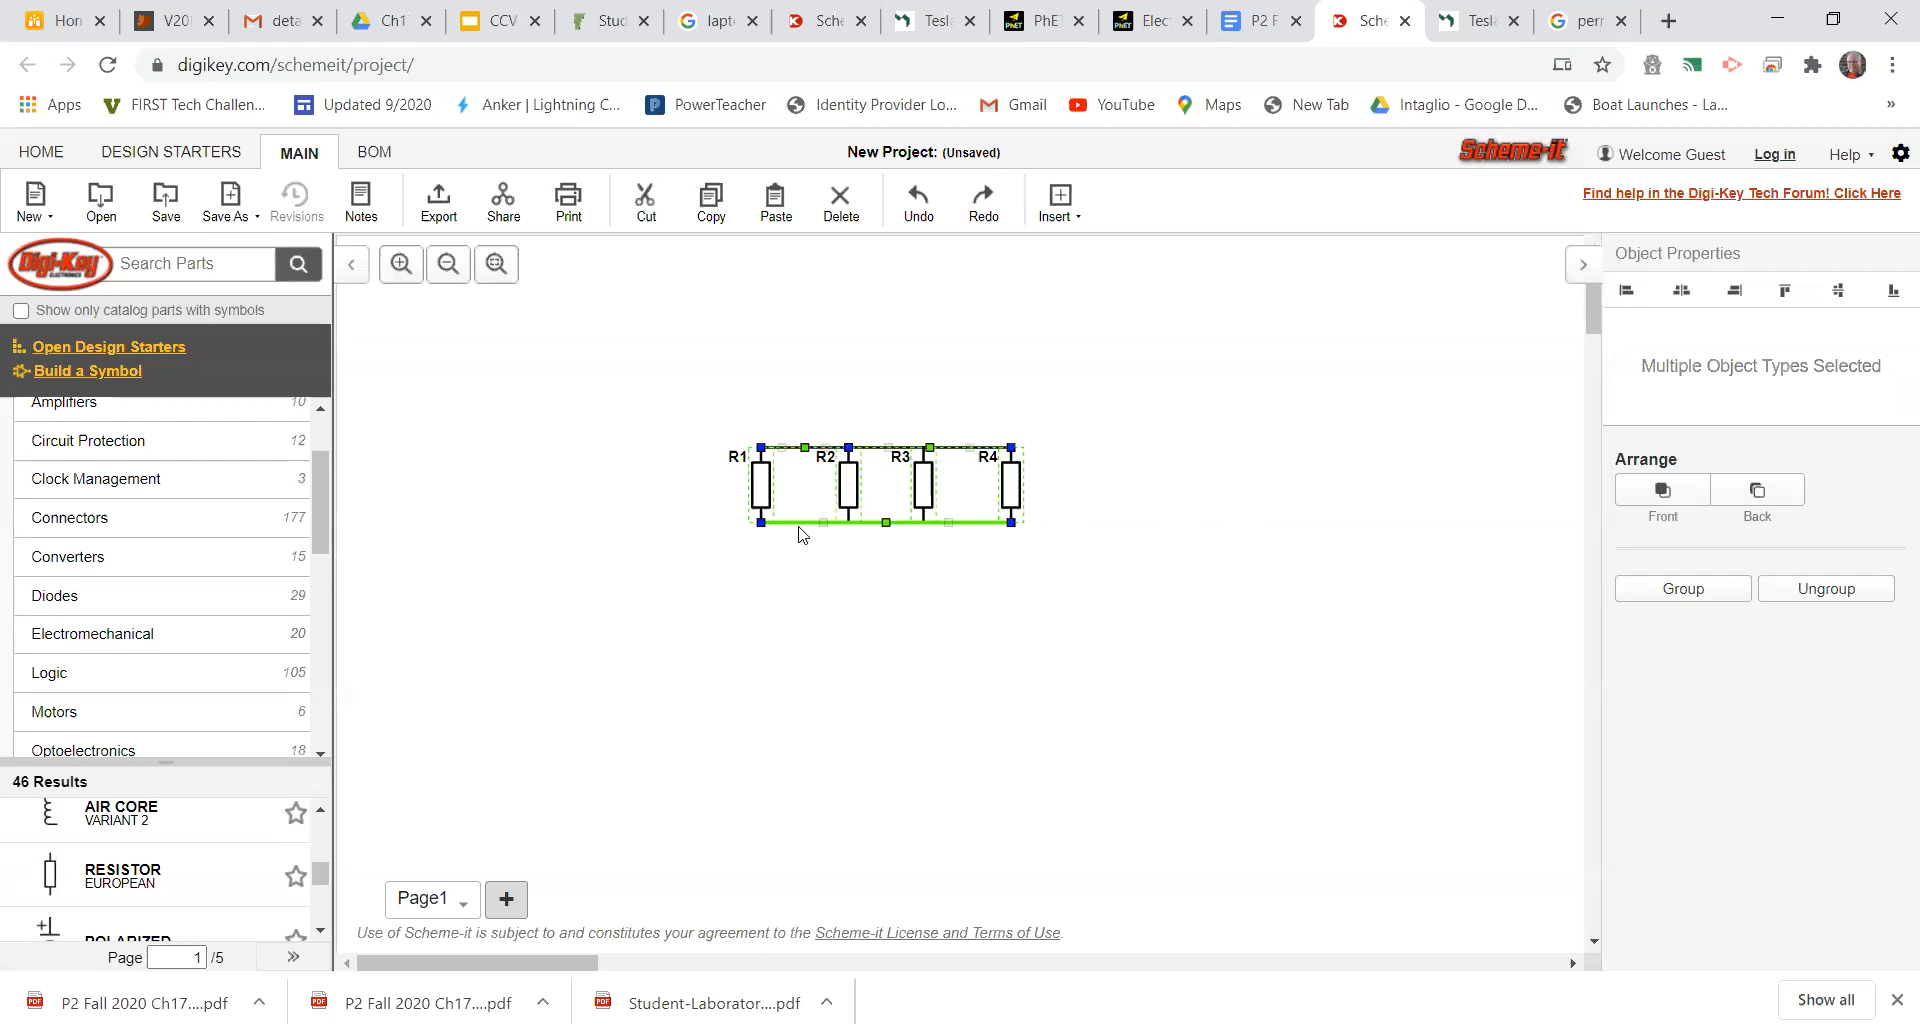 Hon
V20
deta
Ch1
CCV
Stud
lapt
Sche
Tesla
PhE
Elec
P2 F
Sche
Tesla
perr
digikey.com/schemeit/project/
Apps
FIRST Tech Challen...
Updated 9/2020
Anker | Lightning C...
PowerTeacher
Identity Provider Lo...
Gmail
YouTube
Maps
New Tab
Intaglio - Google D...
Boat Launches - La...
»
HOME DESIGN STARTERS MAIN BOM
New Project: (Unsaved)
Scheme-it
Welcome Guest Log in Help
New Open Save Save As Revisions Notes Export Share Print Cut Copy Paste Delete Undo Redo Insert
Find help in the Digi-Key Tech Forum! Click Here
Digi-Key
ELECTRONICS
Search Parts
Show only catalog parts with symbols
Open Design Starters
Build a Symbol
Amplifiers 10
Circuit Protection 12
Clock Management 3
Connectors 177
Converters 15
Diodes 29
Electromechanical 20
Logic 105
Motors 6
Optoelectronics 18
46 Results
AIR CORE
VARIANT 2
RESISTOR
EUROPEAN
POLARIZED
Page 1 /5 »
R1 R2 R3 R4
Page1 +
Use of Scheme-it is subject to and constitutes your agreement to the Scheme-it License and Terms of Use.
Object Properties
Multiple Object Types Selected
Arrange
Front Back
Group Ungroup
P2 Fall 2020 Ch17....pdf
P2 Fall 2020 Ch17....pdf
Student-Laborator....pdf
Show all